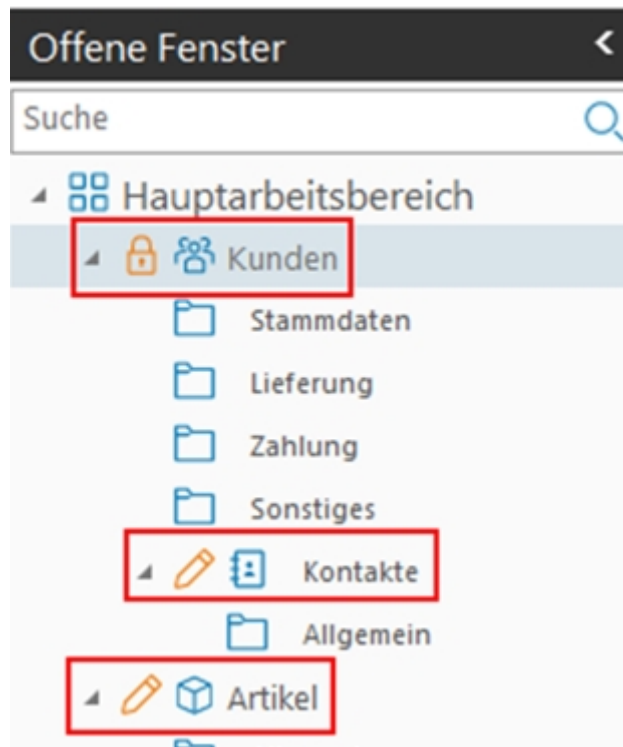 Offene Fenster
Suche
Hauptarbeitsbereich
Kunden
Stammdaten
Lieferung
Zahlung
Sonstiges
Kontakte
Allgemein
Artikel